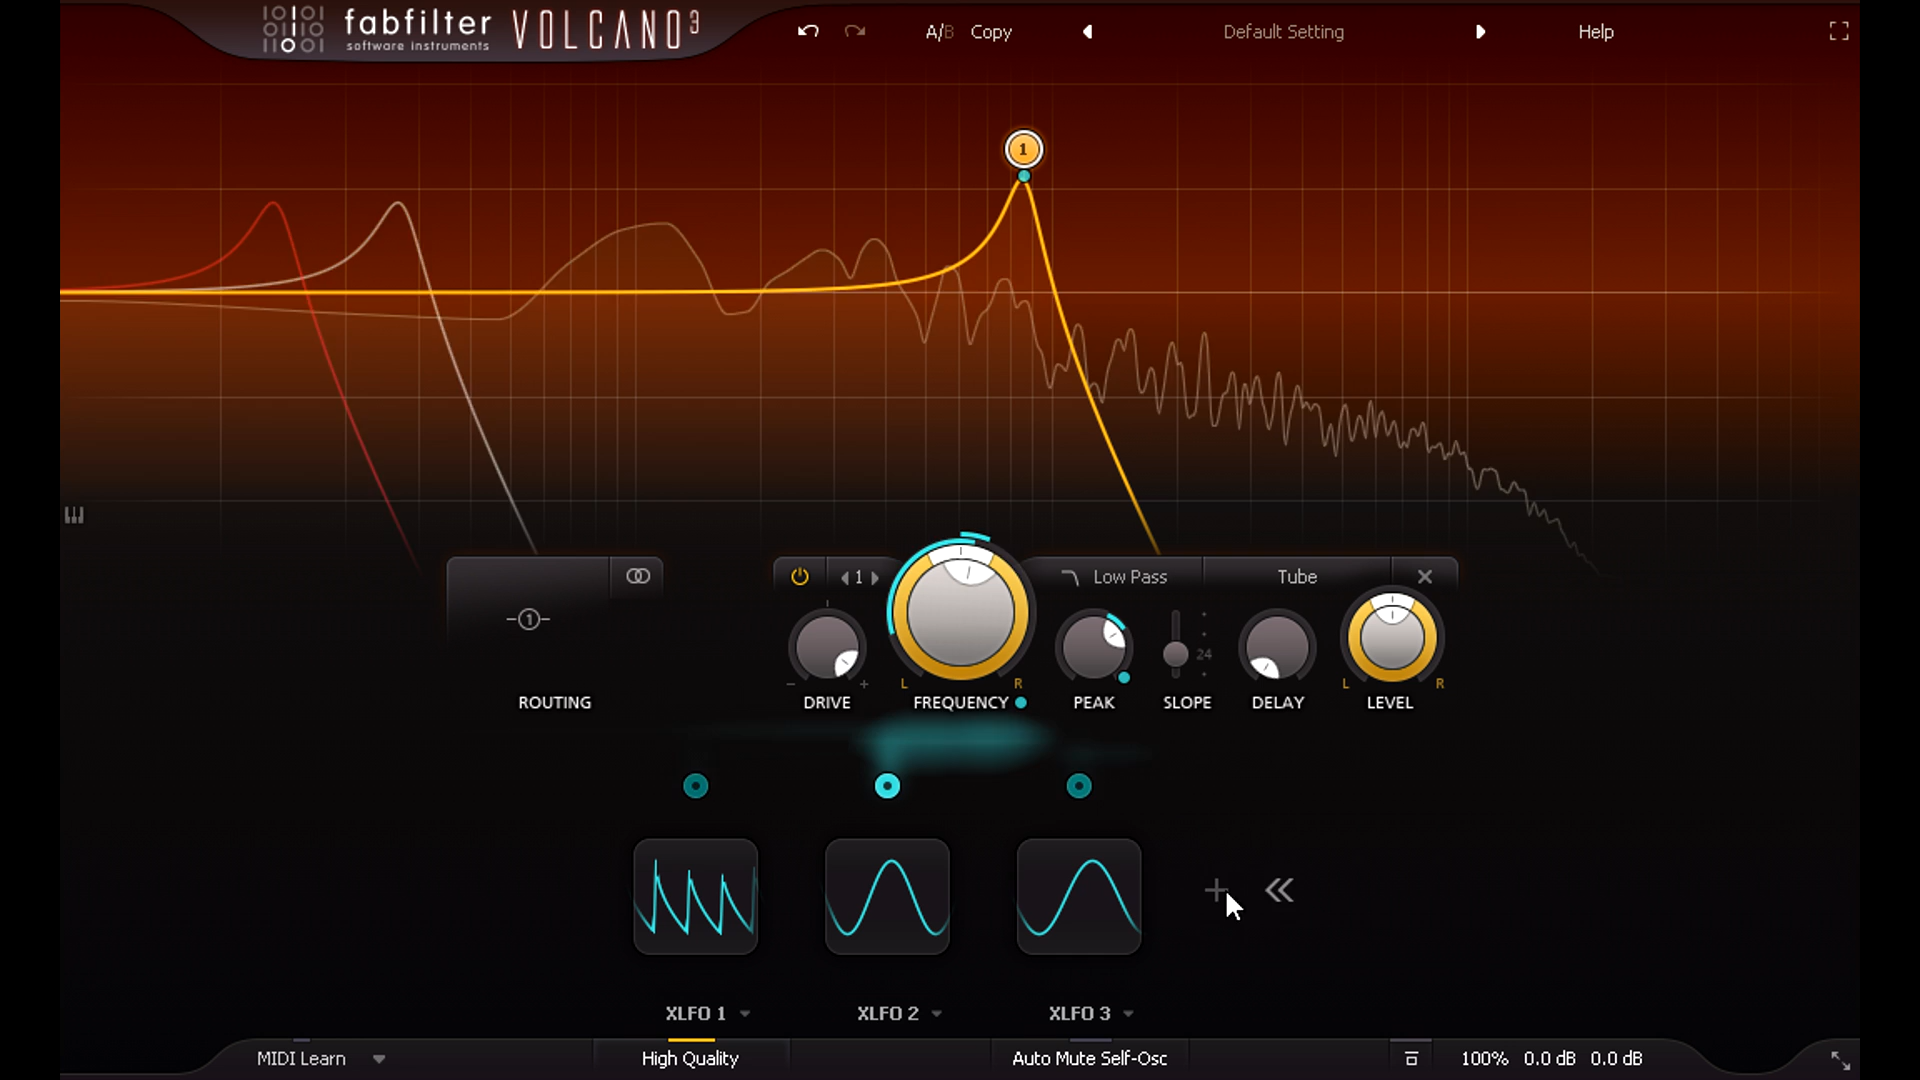 fabfilter
software instruments
VOLCANO3
A/B Copy
Default Setting
Help
1
1
Low Pass
Tube
1
24
L R
L R
- +
ROUTING
DRIVE
FREQUENCY
PEAK
SLOPE
DELAY
LEVEL
XLFO 1
XLFO 2
XLFO 3
MIDI Learn
High Quality
Auto Mute Self-Osc
100% 0.0 dB 0.0 dB